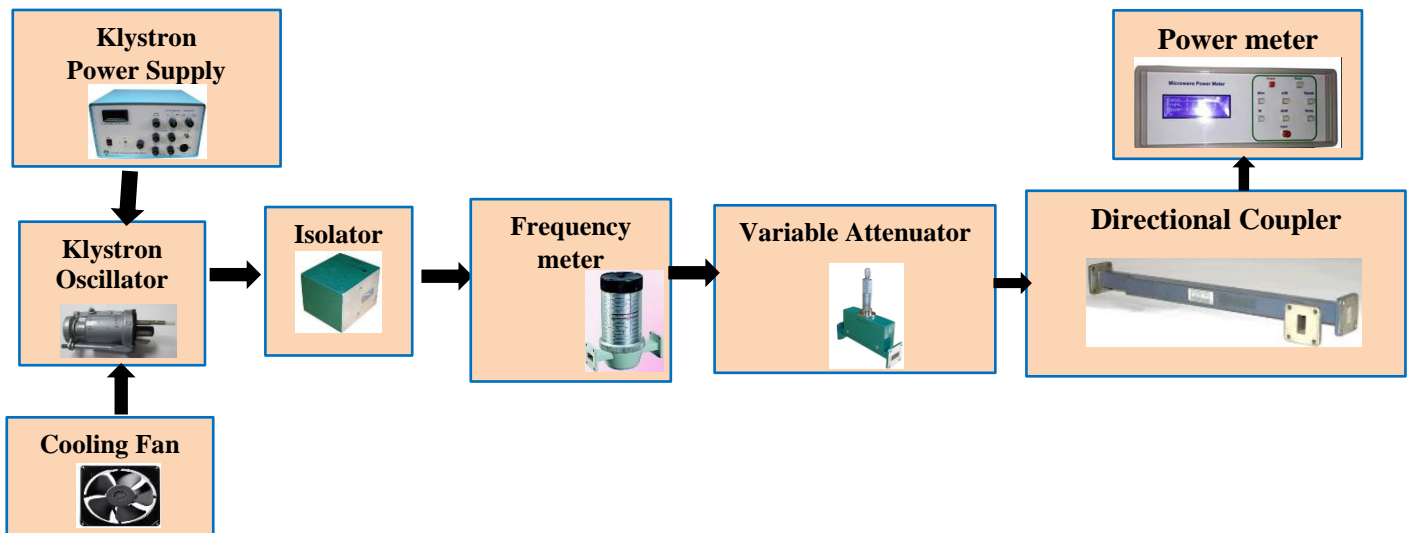 Klystron
Power Supply
Power meter
Microwave Power Meter
Klystron
Oscillator
Isolator
Frequency
meter
Variable Attenuator
Directional Coupler
Cooling Fan